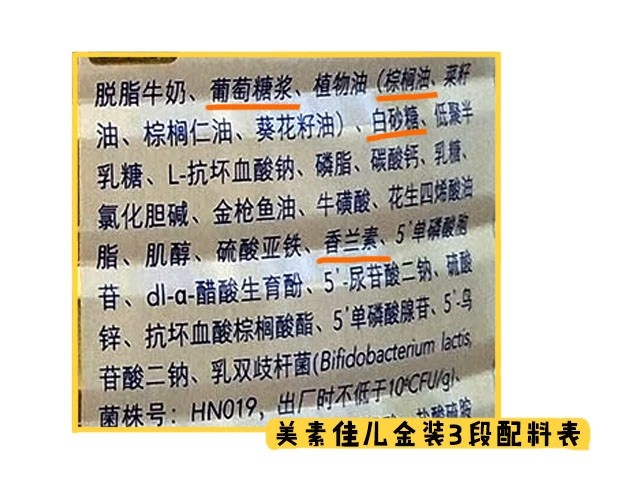 脱脂牛奶、葡萄糖浆、植物油（棕榈油、菜籽
油、棕榈仁油、葵花籽油）、白砂糖、低聚半
乳糖、L-抗坏血酸钠、磷脂、碳酸钙、乳糖、
氯化胆碱、金枪鱼油、牛磺酸、花生四烯酸油
脂、肌醇、硫酸亚铁、香兰素、5'单磷酸胞
苷、dl-α-醋酸生育酚、5'-尿苷酸二钠、硫酸
锌、抗坏血酸棕榈酸酯、5'单磷酸腺苷、5'-鸟
苷酸二钠、乳双歧杆菌(Bifidobacterium lactis,
菌株号：HN019，出厂时不低于10⁶CFU/g)、
美素佳儿金装3段配料表